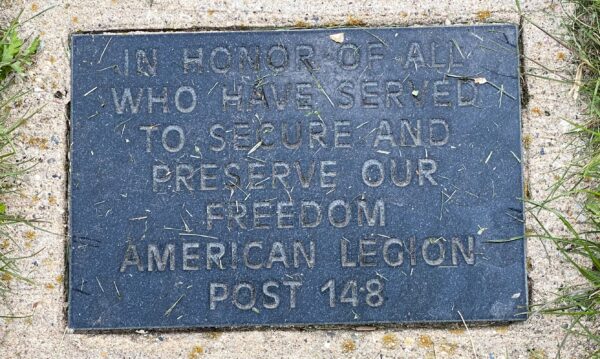 IN HONOR OF ALL
WHO HAVE SERVED
TO SECURE AND
PRESERVE OUR
FREEDOM
AMERICAN LEGION
POST 148